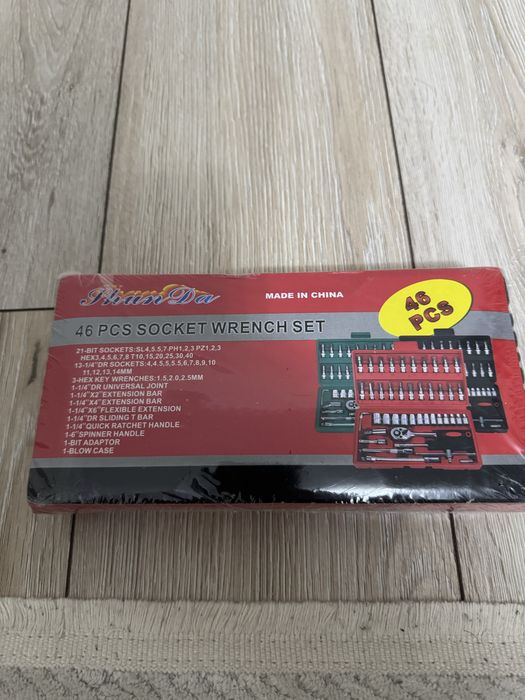 ShanDa
MADE IN CHINA
46 PCS
46 PCS SOCKET WRENCH SET
21-BIT SOCKETS:SL4,5.5,7 PH1,2,3 PZ1,2,3
HEX3,4,5,6,7,8 T10,15,20,25,30,40
13-1/4"DR SOCKETS:4,4.5,5,5.5,6,7,8,9,10
11,12,13,14MM
3-HEX KEY WRENCHES:1.5,2.0,2.5MM
1-1/4"DR UNIVERSAL JOINT
1-1/4"X2"EXTENSION BAR
1-1/4"X4"EXTENSION BAR
1-1/4"X6"FLEXIBLE EXTENSION
1-1/4"DR SLIDING T BAR
1-1/4"QUICK RATCHET HANDLE
1-6"SPINNER HANDLE
1-BIT ADAPTOR
1-BLOW CASE